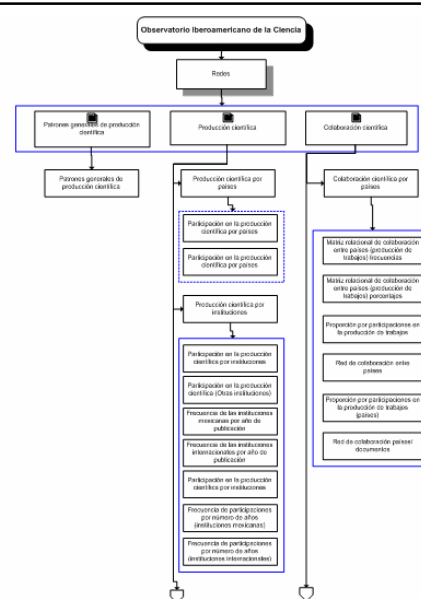 Observatorio Iberoamericano de la Ciencia
Redes
Patrones generales de producción
científica
Producción científica
Colaboración científica
Patrones generales de
producción científica
Producción científica por
países
Colaboración científica por
países
Participación en la producción
científica por países
Participación en la producción
científica por países
Producción científica por
instituciones
Participación en la producción
científica por instituciones
Participación en la producción
científica (Otras instituciones)
Frecuencia de las instituciones
mexicanas por año de
publicación
Frecuencia de las instituciones
internacionales por año de
publicación
Participación en la producción
científica por instituciones
Frecuencia de participaciones
por número de años
(instituciones mexicanas)
Frecuencia de participaciones
por número de años
(instituciones internacionales)
Matriz relacional de colaboración
entre países (producción de
trabajos) frecuencias
Matriz relacional de colaboración
entre países (producción de
trabajos) porcentajes
Proporción por participaciones en
la producción de trabajos
Red de colaboración entre
países
Proporción por participaciones en
la producción de trabajos
(países)
Red de colaboración países/
documentos